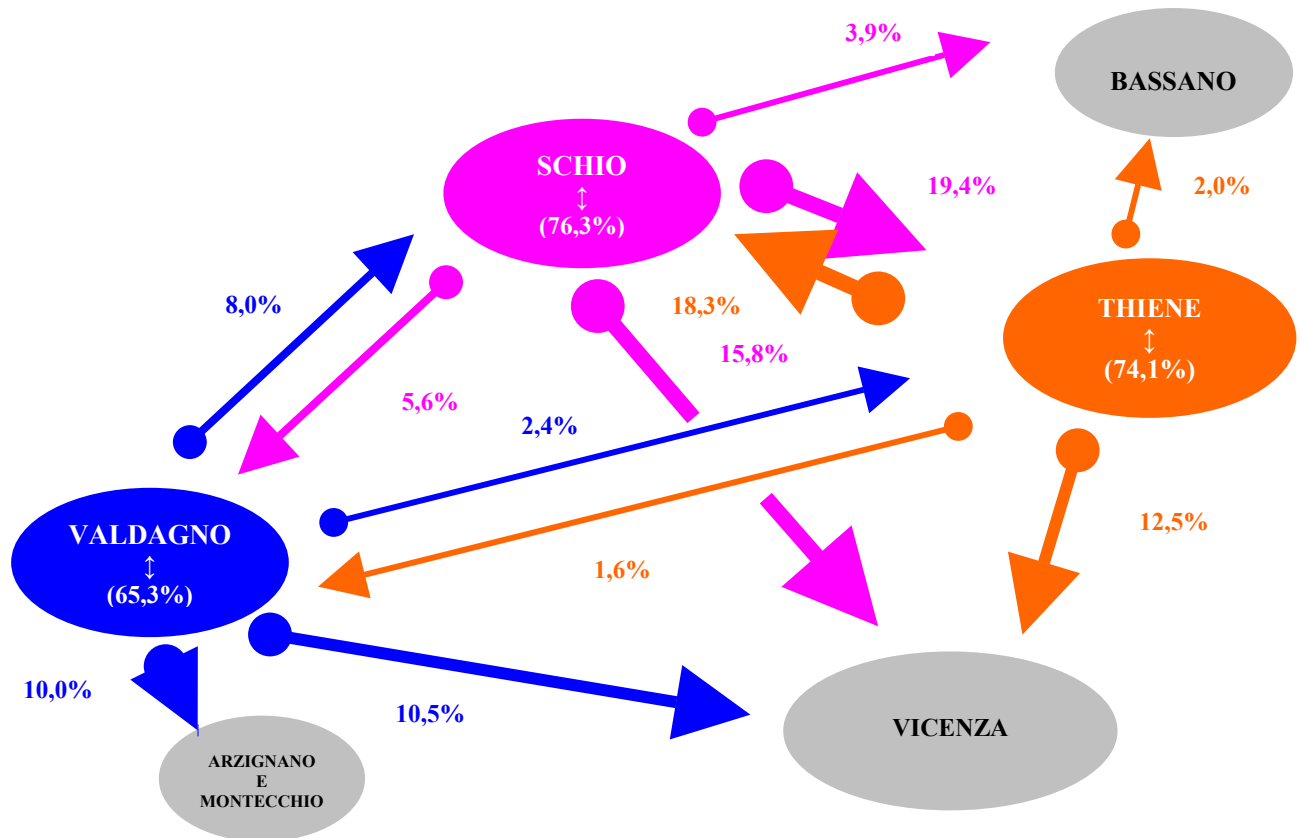 3,9%
BASSANO
SCHIO
↕
(76,3%)
19,4%
2,0%
8,0%
18,3%
15,8%
THIENE
↕
(74,1%)
5,6%
2,4%
VALDAGNO
↕
(65,3%)
12,5%
1,6%
10,0%
10,5%
VICENZA
ARZIGNANO
E
MONTECCHIO